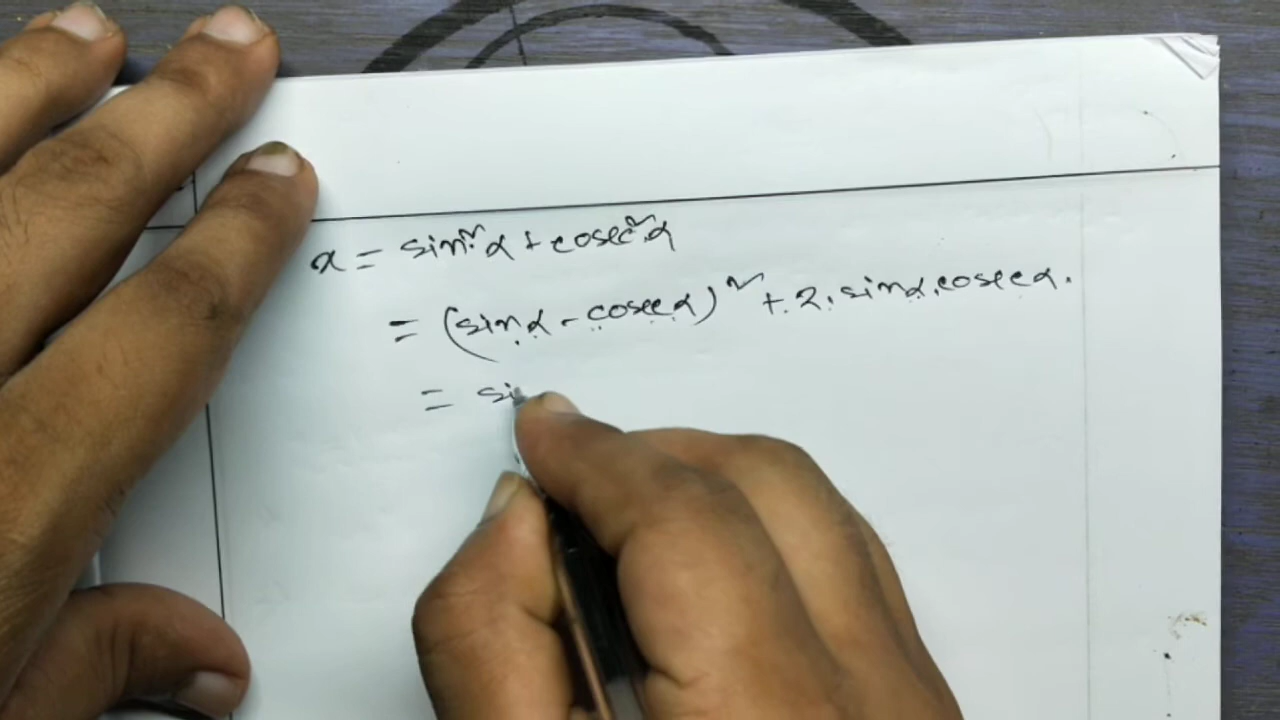 x = sin²α + cosec²α
= (sinα - cosecα)² + 2. sinα. cosecα.
= si